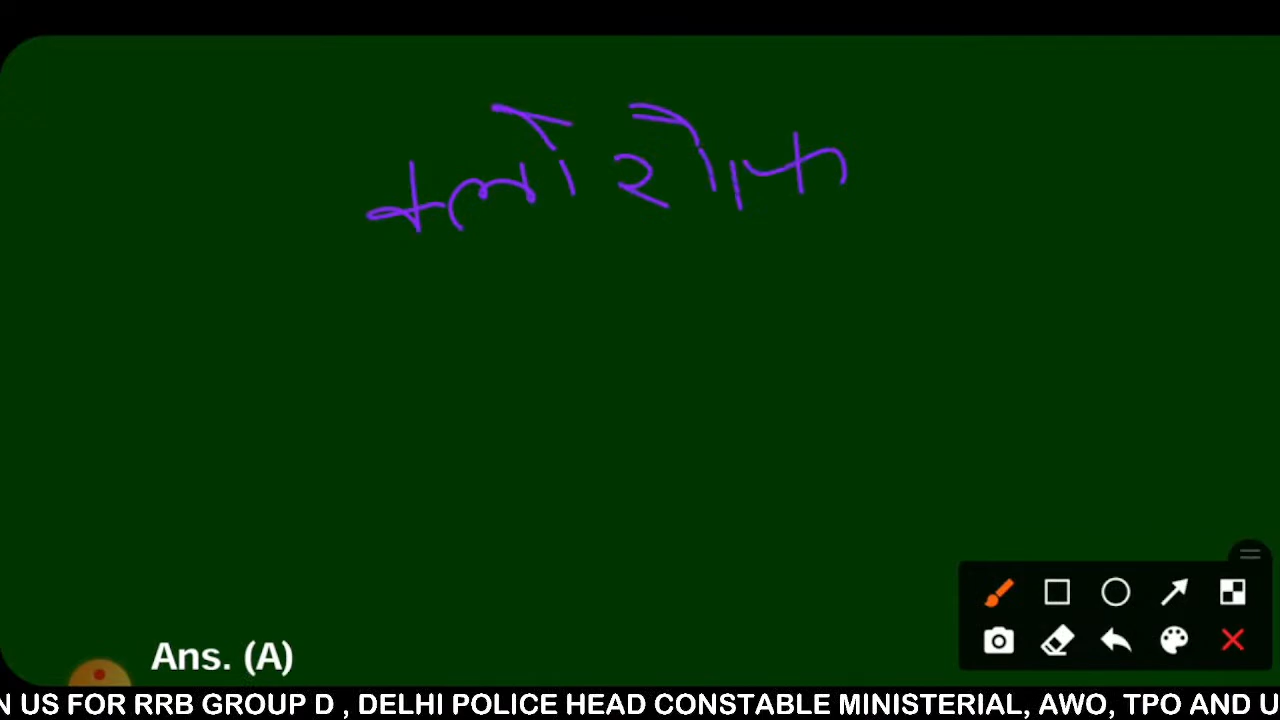 Ans. (A)
N US FOR RRB GROUP D , DELHI POLICE HEAD CONSTABLE MINISTERIAL, AWO, TPO AND U